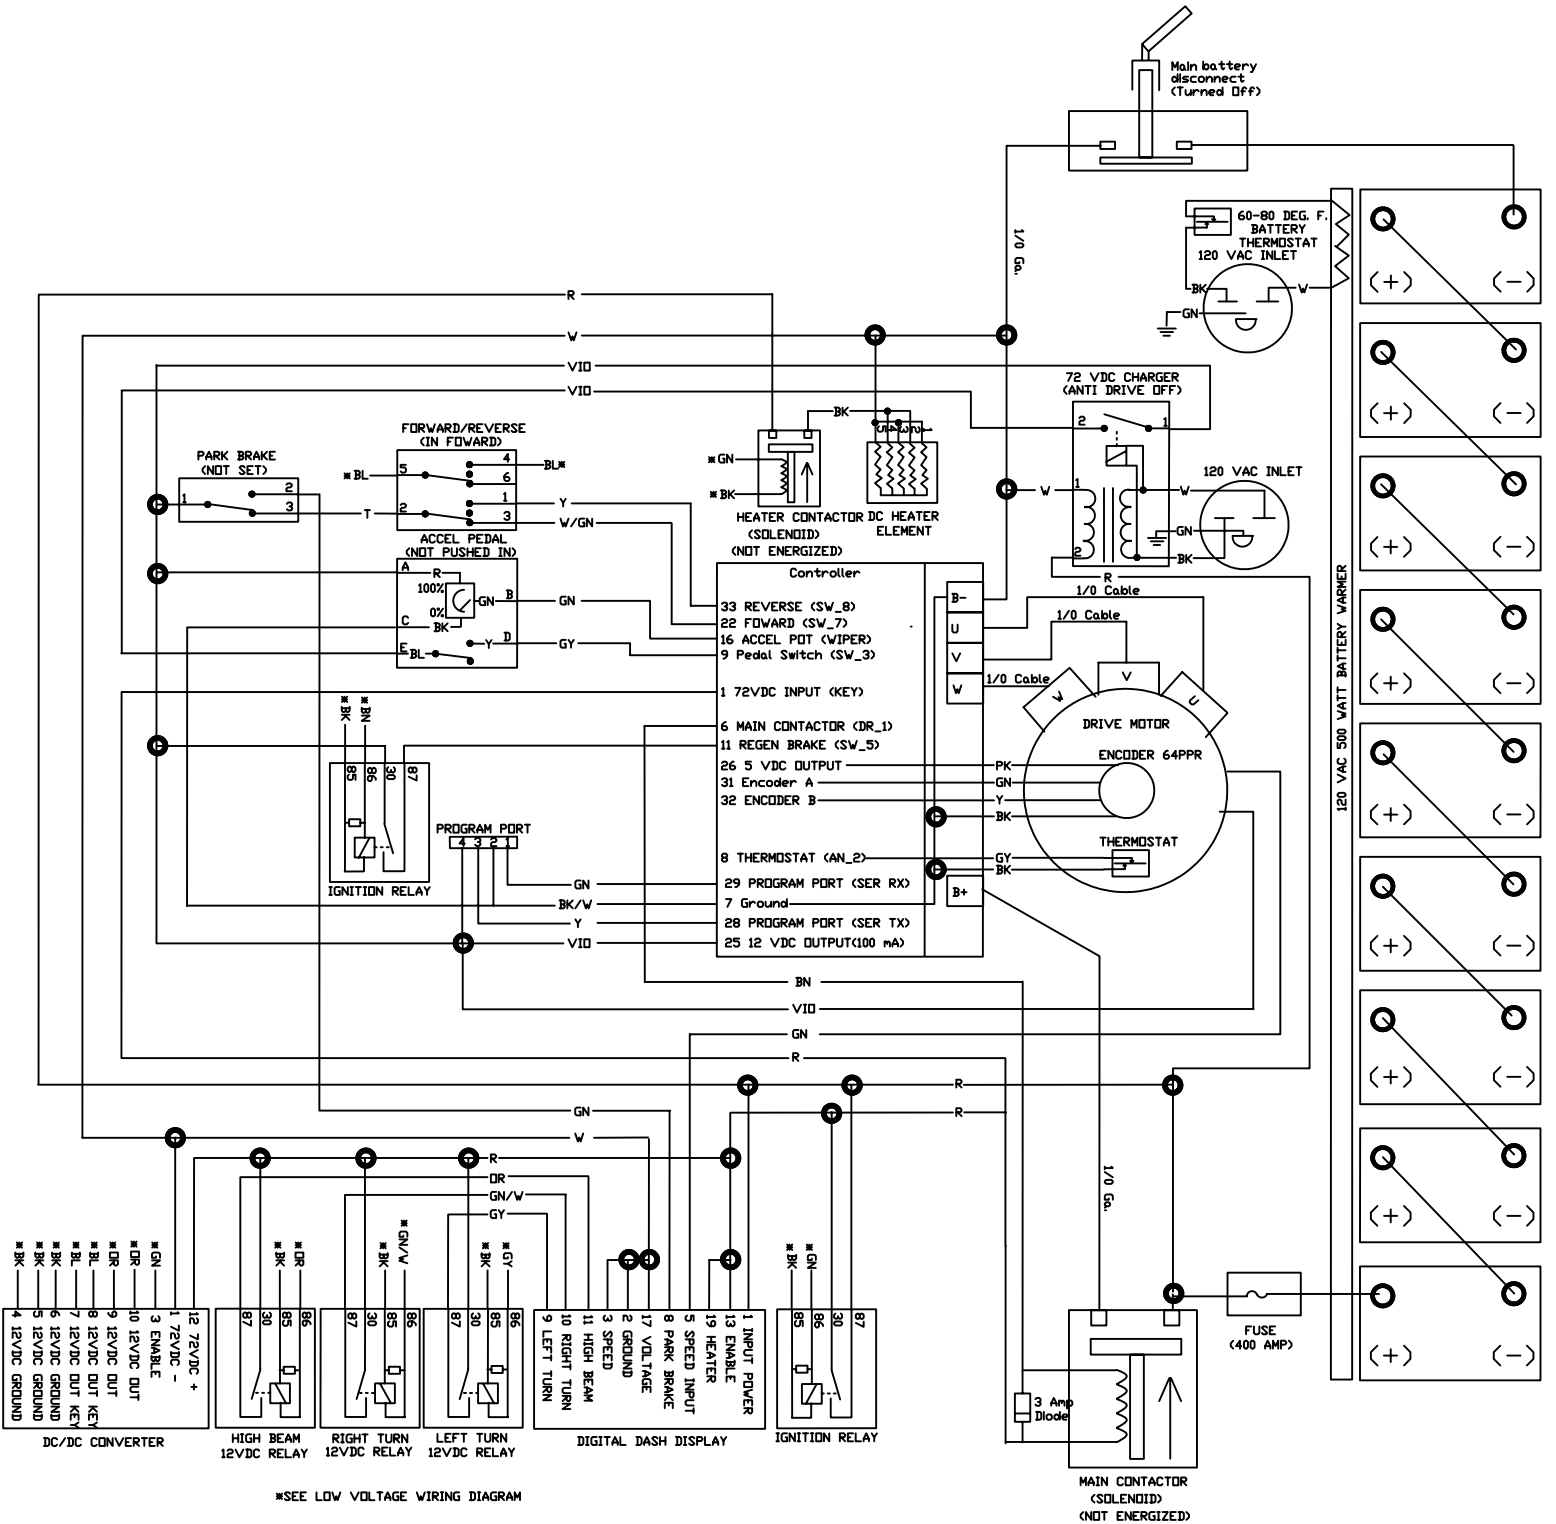 Main battery
disconnect
(Turned Off)
1/0 Ga.
60-80 DEG. F.
BATTERY
THERMOSTAT
120 VAC INLET
BK
W
GN
(+) (-)
(+) (-)
(+) (-)
(+) (-)
(+) (-)
(+) (-)
(+) (-)
(+) (-)
(+) (-)
120 VAC 500 WATT BATTERY WARMER
R
W
VIO
VIO
72 VDC CHARGER
(ANTI DRIVE OFF)
2 1
1
2
W
W
GN
BK
R
120 VAC INLET
PARK BRAKE
(NOT SET)
1
2
3
T
FORWARD/REVERSE
(IN FOWARD)
*BL
5
4
6
BL*
2
1
3
Y
W/GN
ACCEL PEDAL
(NOT PUSHED IN)
A
R
100%
0%
GN
B
GN
C
BK
E
BL
Y
D
GY
BK
*GN
*BK
HEATER CONTACTOR
(SOLENOID)
(NOT ENERGIZED)
5 4 3 2 1
DC HEATER
ELEMENT
Controller
33 REVERSE (SW_8)
22 FOWARD (SW_7)
16 ACCEL POT (WIPER)
9 Pedal Switch (SW_3)
1 72VDC INPUT (KEY)
6 MAIN CONTACTOR (DR_1)
11 REGEN BRAKE (SW_5)
26 5 VDC OUTPUT
31 Encoder A
32 ENCODER B
8 THERMOSTAT (AN_2)
29 PROGRAM PORT (SER RX)
7 Ground
28 PROGRAM PORT (SER TX)
25 12 VDC OUTPUT(100 mA)
B-
U
V
W
B+
1/0 Cable
1/0 Cable
1/0 Cable
W
V
U
DRIVE MOTOR
ENCODER 64PPR
PK
GN
Y
BK
THERMOSTAT
GY
BK
*BK
*BN
85
86
30
87
IGNITION RELAY
PROGRAM PORT
4 3 2 1
GN
BK/W
Y
VIO
BN
VIO
GN
R
R
GN
R
W
R
OR
GN/W
GY
1/0 Ga.
*BK
*BK
*BK
*BL
*BL
*OR
*OR
*GN
4 12VDC GROUND
5 12VDC GROUND
6 12VDC GROUND
7 12VDC OUT KEY
8 12VDC OUT KEY
9 12VDC OUT
10 12VDC OUT
3 ENABLE
1 72VDC -
12 72VDC +
DC/DC CONVERTER
*BK
*OR
87
30
85
86
HIGH BEAM
12VDC RELAY
*BK
*GN/W
87
30
85
86
RIGHT TURN
12VDC RELAY
*BK
*GY
87
30
85
86
LEFT TURN
12VDC RELAY
9 LEFT TURN
10 RIGHT TURN
11 HIGH BEAM
3 SPEED
2 GROUND
17 VOLTAGE
8 PARK BRAKE
5 SPEED INPUT
19 HEATER
13 ENABLE
1 INPUT POWER
DIGITAL DASH DISPLAY
*BK
*GN
85
86
30
87
IGNITION RELAY
3 Amp
Diode
MAIN CONTACTOR
(SOLENOID)
(NOT ENERGIZED)
FUSE
(400 AMP)
*SEE LOW VOLTAGE WIRING DIAGRAM